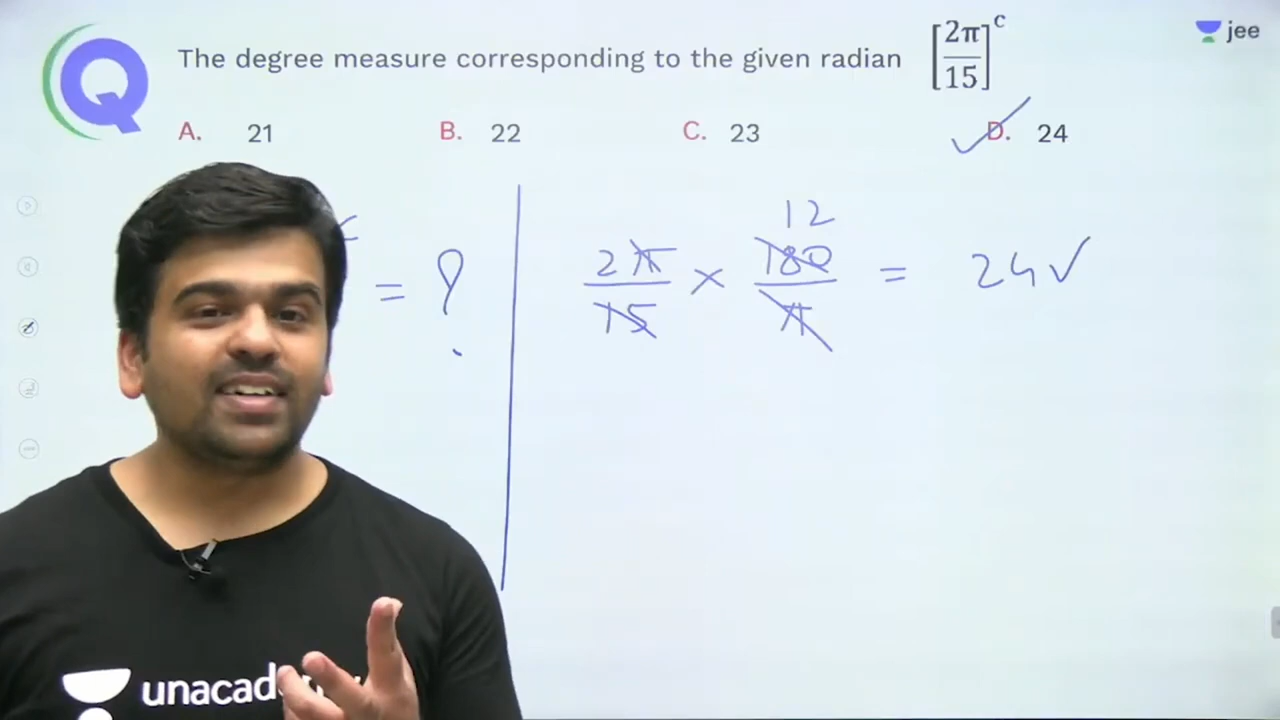 The degree measure corresponding to the given radian [2π/15]ᶜ
jee
A. 21 B. 22 C. 23 D. 24
c
= ?
12
2π/15 × 180/π = 24 ✓
unacademy